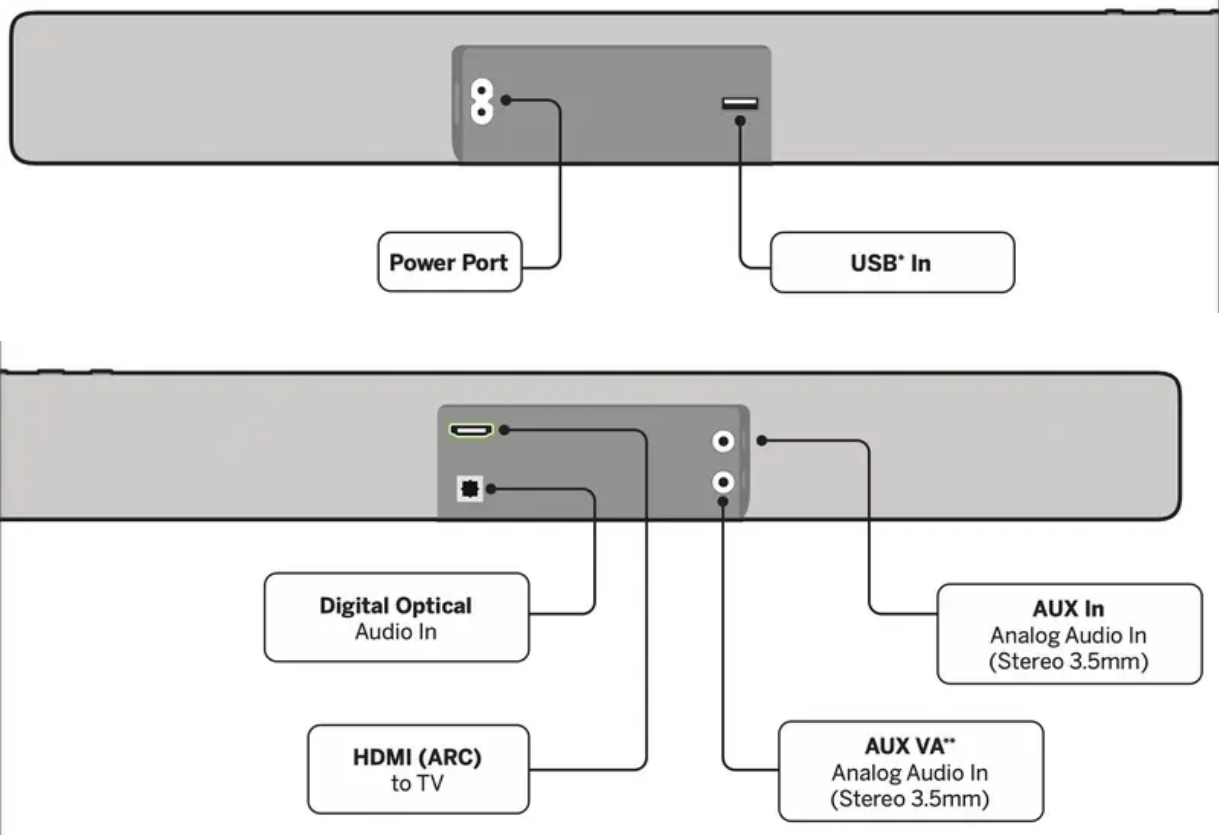 Power Port
USB* In
Digital Optical
Audio In
AUX In
Analog Audio In
(Stereo 3.5mm)
HDMI (ARC)
to TV
AUX VA**
Analog Audio In
(Stereo 3.5mm)